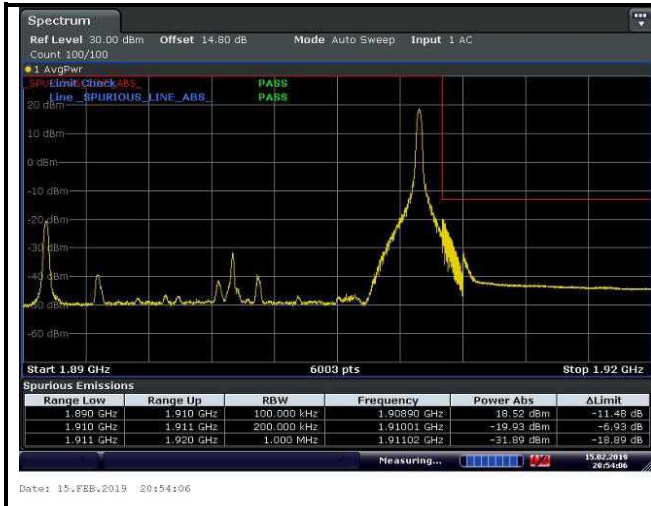 Spectrum
Ref Level 30.00 dBm Offset 14.80 dB Mode Auto Sweep Input 1 AC
Count 100/100
1 AvgPwr
Limit Check PASS
Line _SPURIOUS_LINE_ABS_ PASS
20 dBm
10 dBm
0 dBm
-10 dBm
-20 dBm
-30 dBm
-40 dBm
-50 dBm
-60 dBm
Start 1.89 GHz 6003 pts Stop 1.92 GHz
Spurious Emissions
Range Low Range Up RBW Frequency Power Abs ΔLimit
1.890 GHz 1.910 GHz 100.000 kHz 1.90890 GHz 18.52 dBm -11.48 dB
1.910 GHz 1.911 GHz 200.000 kHz 1.91001 GHz -19.93 dBm -6.93 dB
1.911 GHz 1.920 GHz 1.000 MHz 1.91102 GHz -31.89 dBm -18.89 dB
Measuring... 15.02.2019
20:54:06
Date: 15.FEB.2019 20:54:06